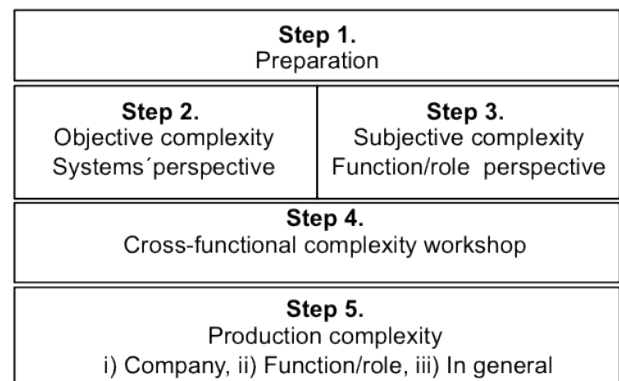 Step 1.
Preparation
Step 2.
Objective complexity
Systems´perspective
Step 3.
Subjective complexity
Function/role perspective
Step 4.
Cross-functional complexity workshop
Step 5.
Production complexity
i) Company, ii) Function/role, iii) In general